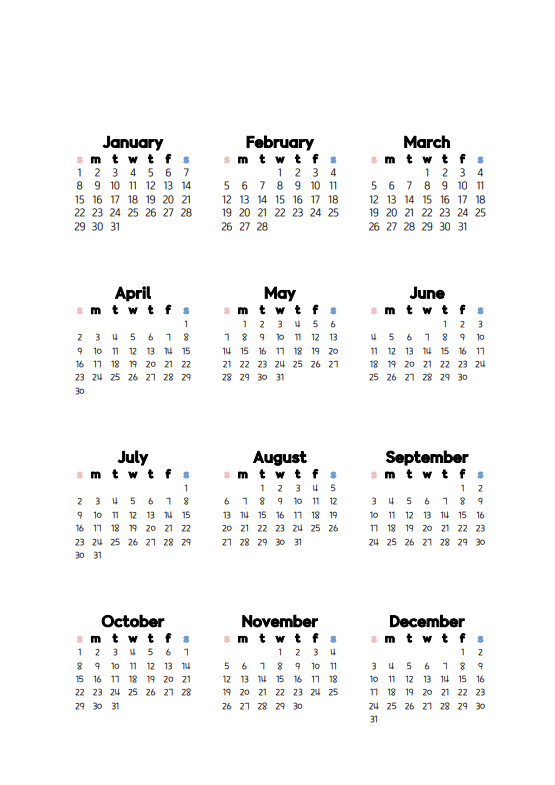 January February March
s m t w t f s s m t w t f s s m t w t f s
1 2 3 4 5 6 7 1 2 3 4 1 2 3 4
8 9 10 11 12 13 14 5 6 7 8 9 10 11 5 6 7 8 9 10 11
15 16 17 18 19 20 21 12 13 14 15 16 17 18 12 13 14 15 16 17 18
22 23 24 25 26 27 28 19 20 21 22 23 24 25 19 20 21 22 23 24 25
29 30 31 26 27 28 26 27 28 29 30 31
April May June
s m t w t f s s m t w t f s s m t w t f s
1 1 2 3 4 5 6 1 2 3
2 3 4 5 6 7 8 7 8 9 10 11 12 13 4 5 6 7 8 9 10
9 10 11 12 13 14 15 14 15 16 17 18 19 20 11 12 13 14 15 16 17
16 17 18 19 20 21 22 21 22 23 24 25 26 27 18 19 20 21 22 23 24
23 24 25 26 27 28 29 28 29 30 31 25 26 27 28 29 30
30
July August September
s m t w t f s s m t w t f s s m t w t f s
1 1 2 3 4 5 1 2
2 3 4 5 6 7 8 6 7 8 9 10 11 12 3 4 5 6 7 8 9
9 10 11 12 13 14 15 13 14 15 16 17 18 19 10 11 12 13 14 15 16
16 17 18 19 20 21 22 20 21 22 23 24 25 26 17 18 19 20 21 22 23
23 24 25 26 27 28 29 27 28 29 30 31 24 25 26 27 28 29 30
30 31
October November December
s m t w t f s s m t w t f s s m t w t f s
1 2 3 4 5 6 7 1 2 3 4 1 2
8 9 10 11 12 13 14 5 6 7 8 9 10 11 3 4 5 6 7 8 9
15 16 17 18 19 20 21 12 13 14 15 16 17 18 10 11 12 13 14 15 16
22 23 24 25 26 27 28 19 20 21 22 23 24 25 17 18 19 20 21 22 23
29 30 31 26 27 28 29 30 24 25 26 27 28 29 30
31